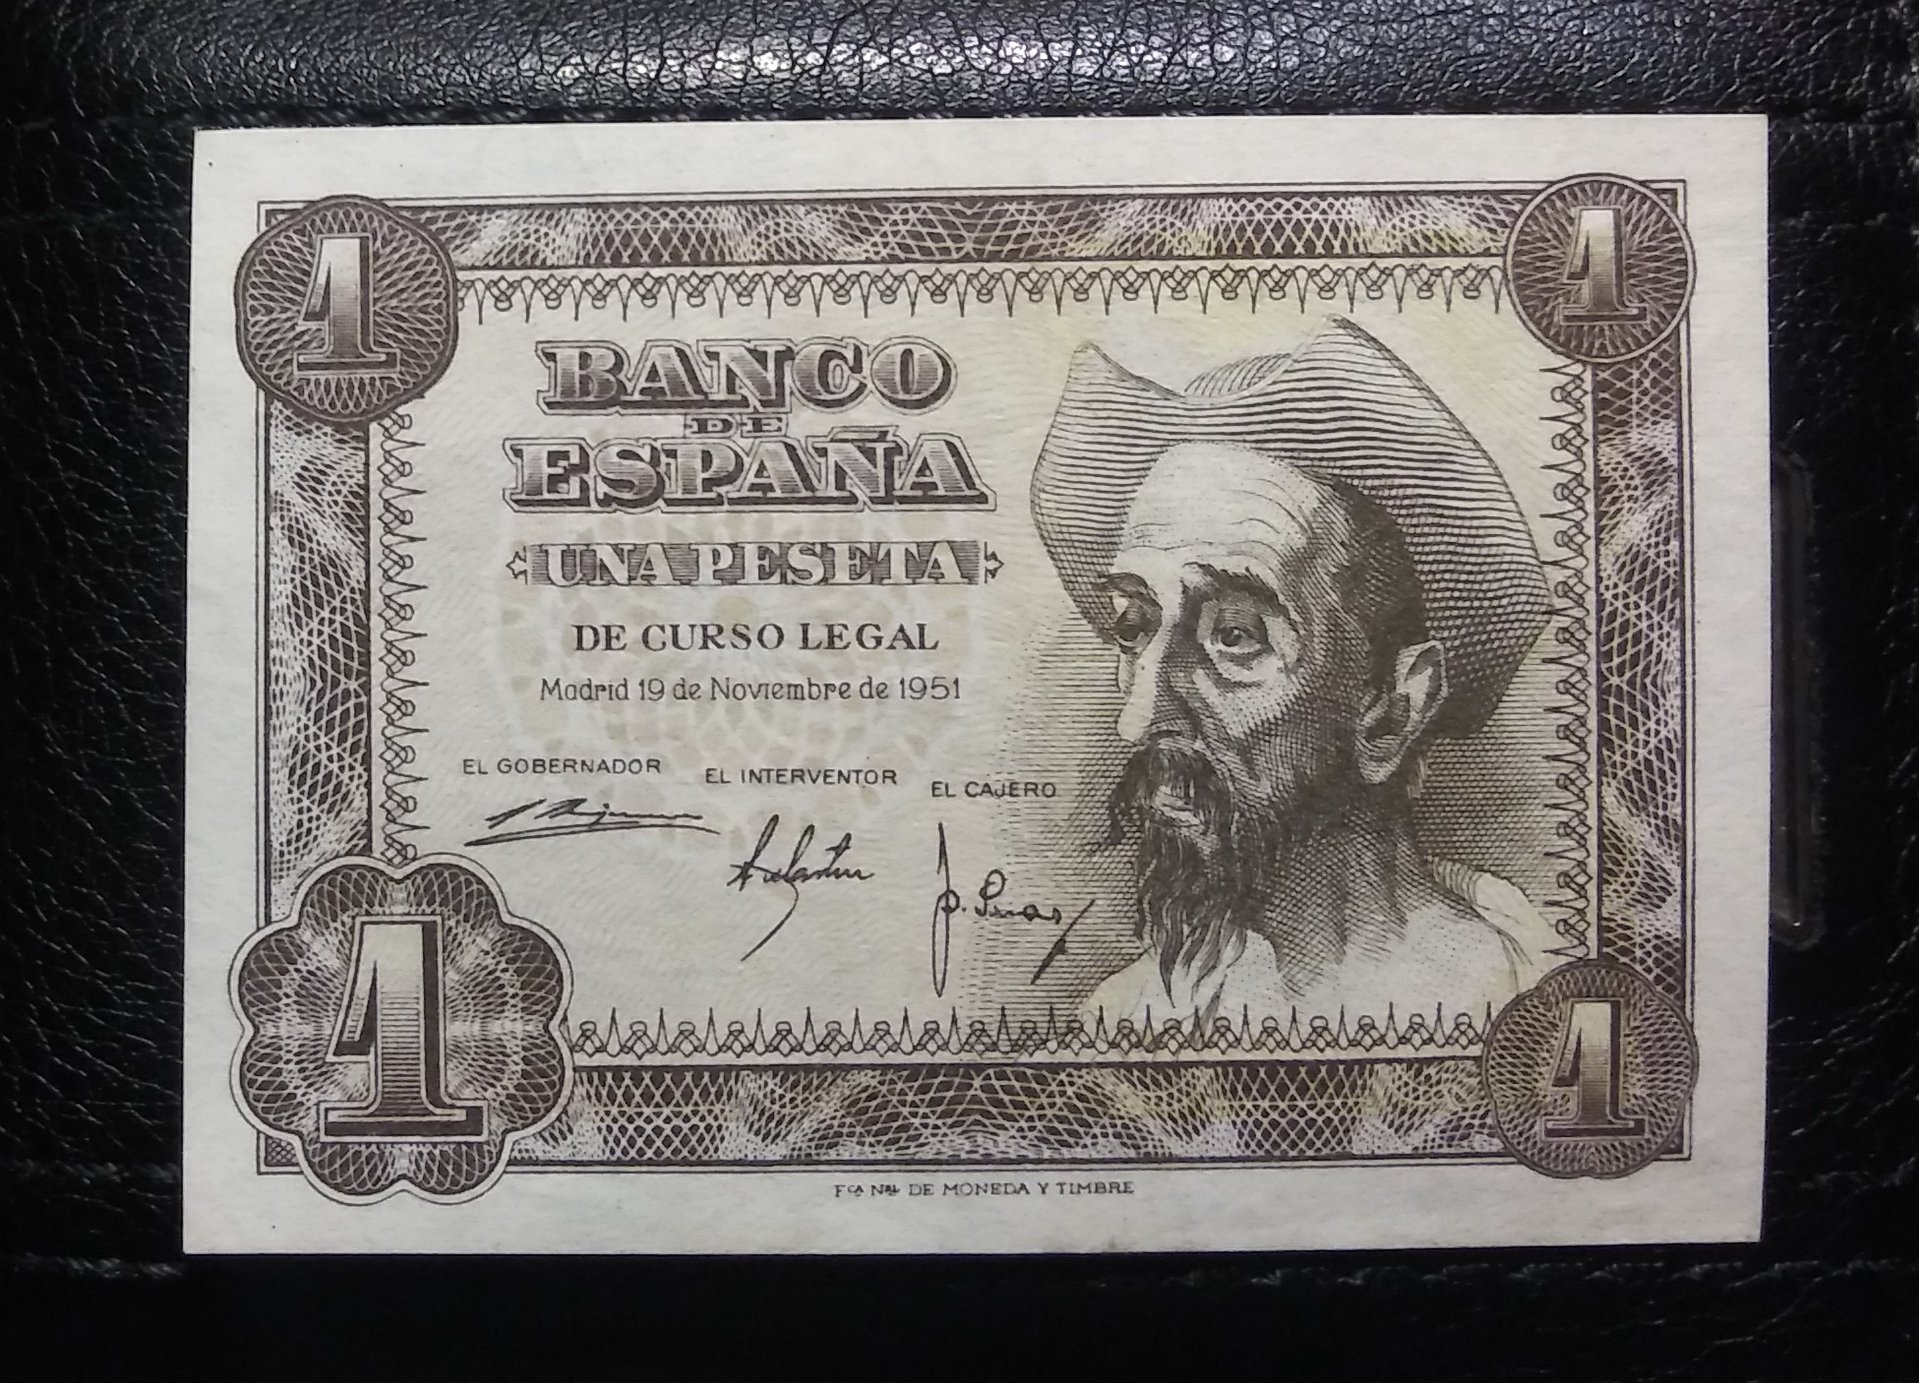 1
1
BANCO
DE
ESPAÑA
UNA PESETA
DE CURSO LEGAL
Madrid 19 de Noviembre de 1951
EL GOBERNADOR EL INTERVENTOR EL CAJERO
1
1
FCA NAL DE MONEDA Y TIMBRE